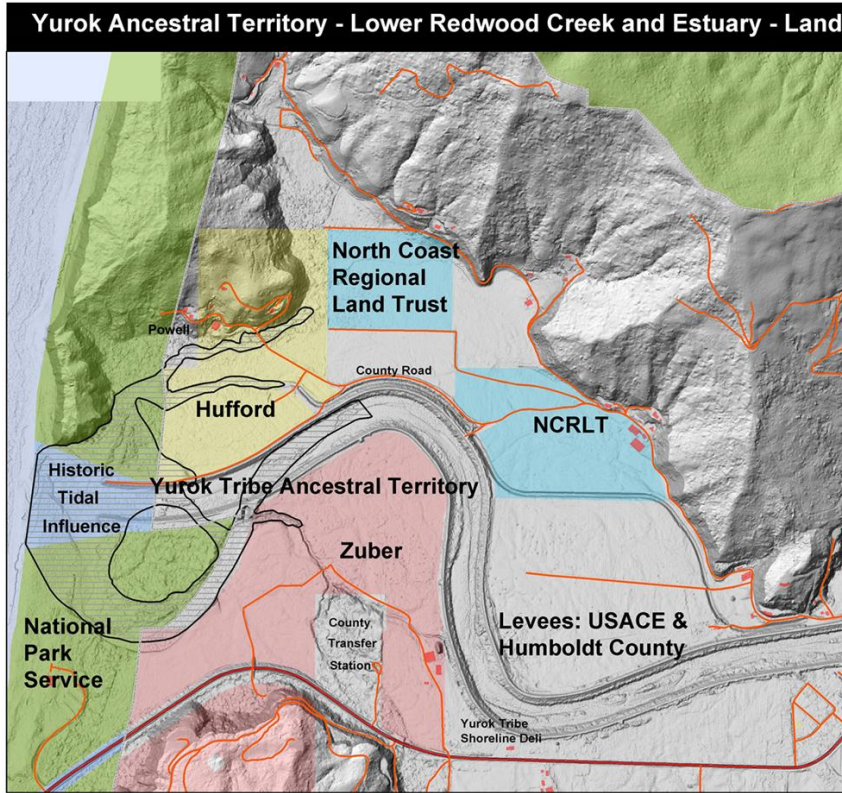 Yurok Ancestral Territory - Lower Redwood Creek and Estuary - Land
North Coast
Regional
Land Trust
Powell
County Road
Hufford
NCRLT
Historic
Tidal
Influence
Yurok Tribe Ancestral Territory
Zuber
National
Park
Service
County
Transfer
Station
Levees: USACE &
Humboldt County
Yurok Tribe
Shoreline Deli